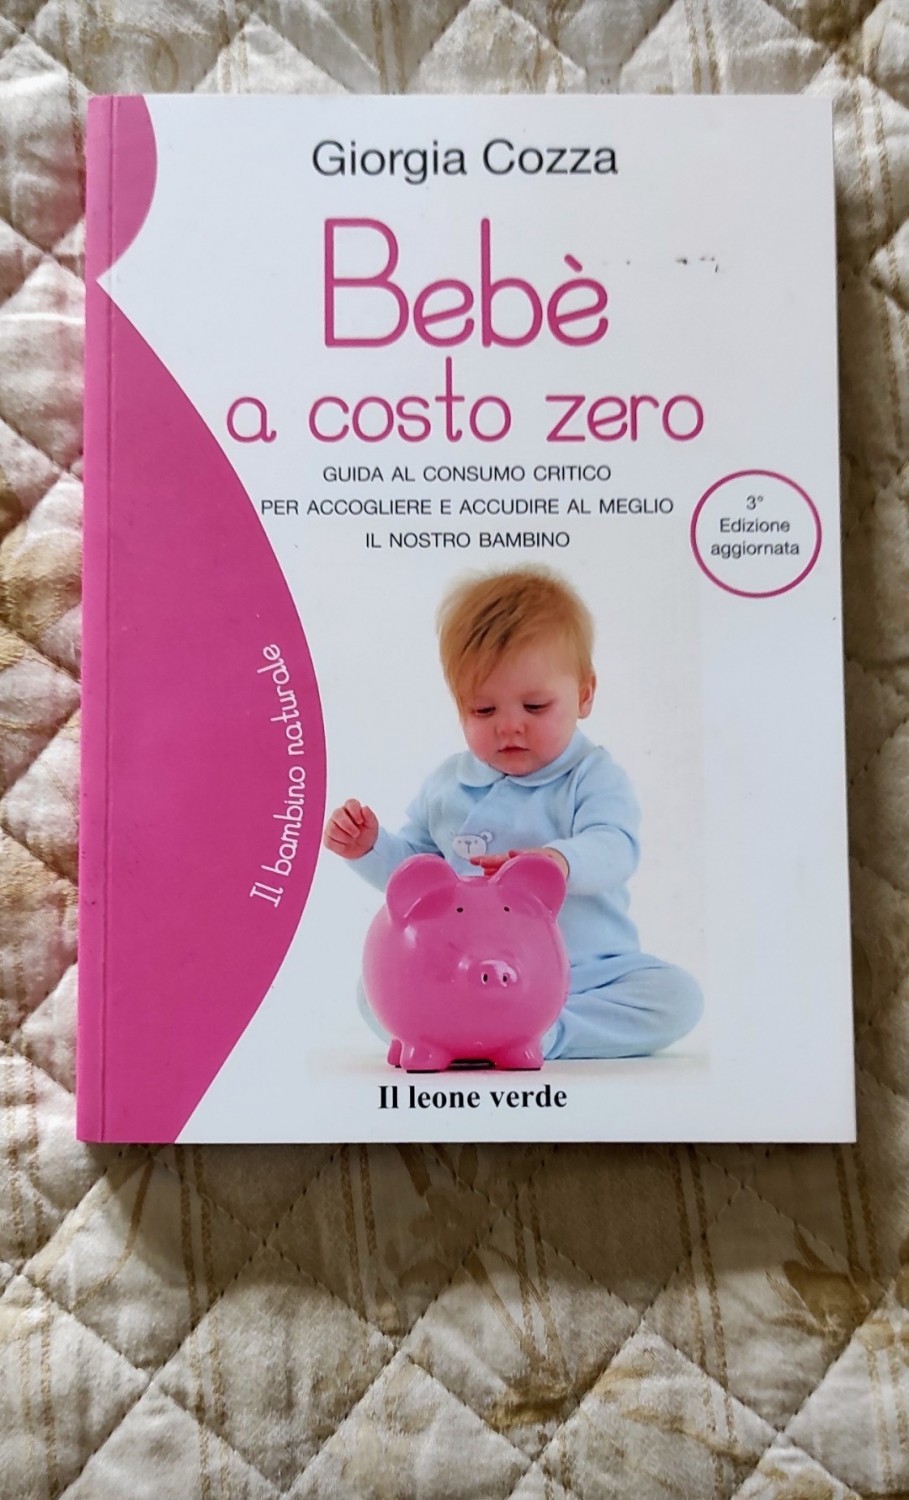 Giorgia Cozza
Bebè
a costo zero
GUIDA AL CONSUMO CRITICO
PER ACCOGLIERE E ACCUDIRE AL MEGLIO
IL NOSTRO BAMBINO
3°
Edizione
aggiornata
Il bambino naturale
Il leone verde